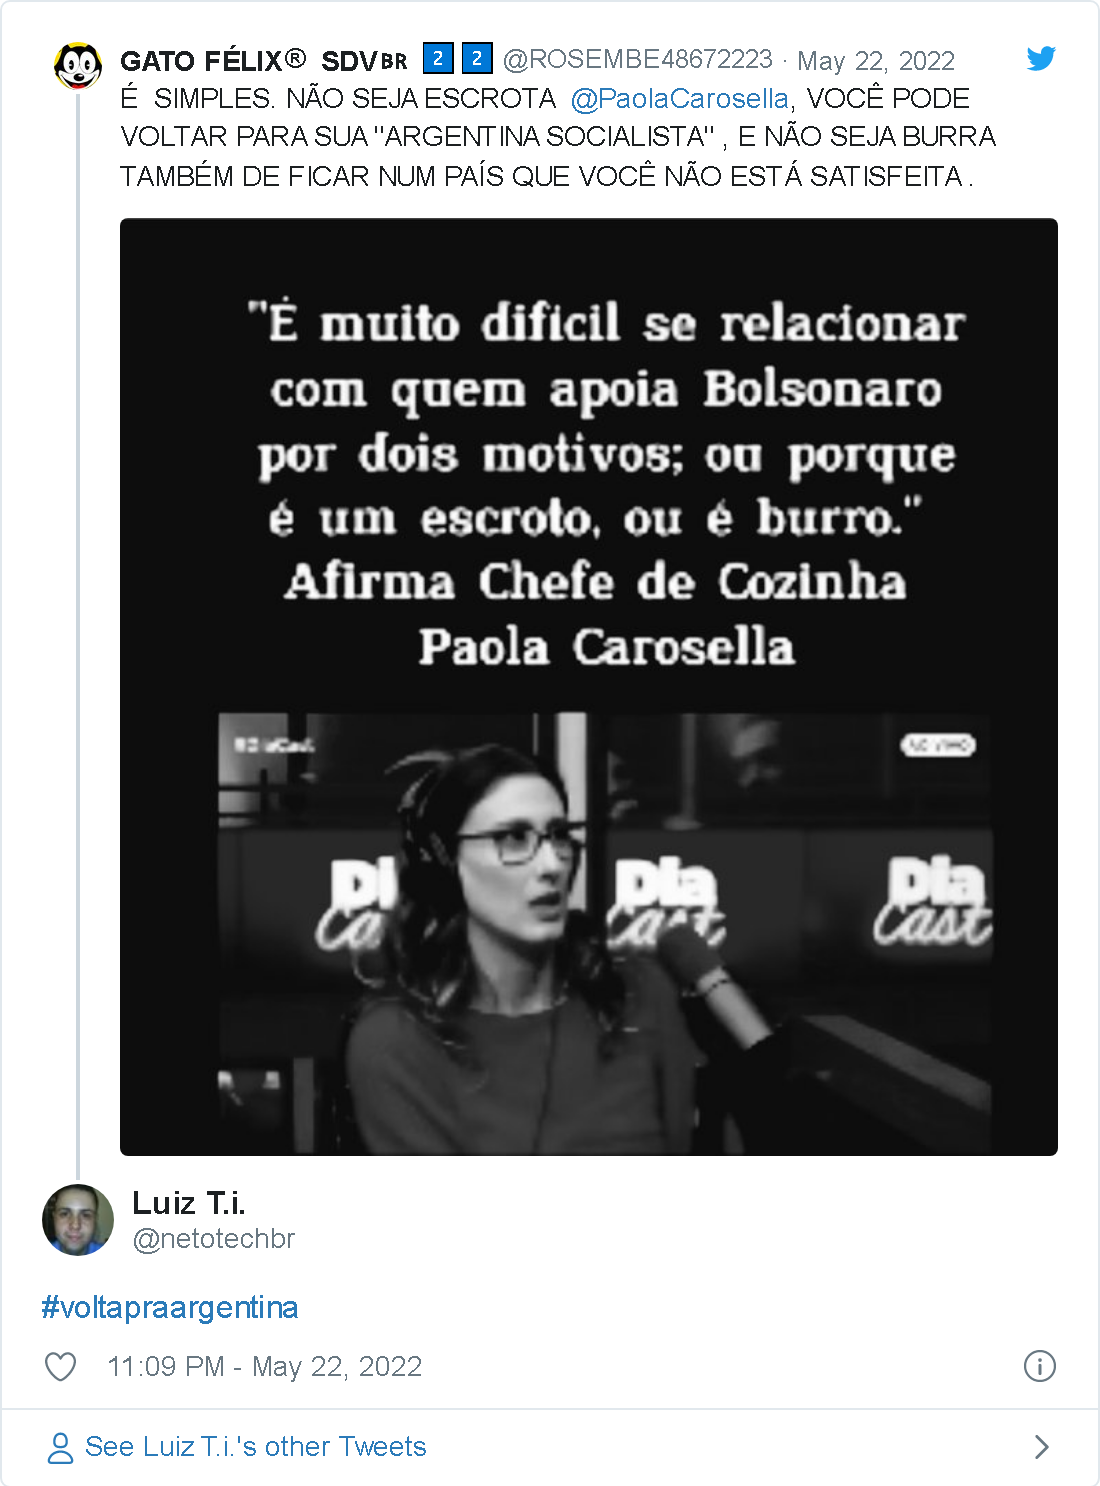 GATO FÉLIX® SDVBR 2 2 @ROSEMBE48672223 · May 22, 2022
É SIMPLES. NÃO SEJA ESCROTA @PaolaCarosella, VOCÊ PODE
VOLTAR PARA SUA "ARGENTINA SOCIALISTA" , E NÃO SEJA BURRA
TAMBÉM DE FICAR NUM PAÍS QUE VOCÊ NÃO ESTÁ SATISFEITA .
"É muito dificil se relacionar
com quem apoia Bolsonaro
por dois motivos; ou porque
é um escroto, ou é burro."
Afirma Chefe de Cozinha
Paola Carosella
AO VIVO
Di Dia Dia
Ca Cast Cast
Luiz T.i.
@netotechbr
#voltapraargentina
11:09 PM - May 22, 2022
See Luiz T.i.'s other Tweets